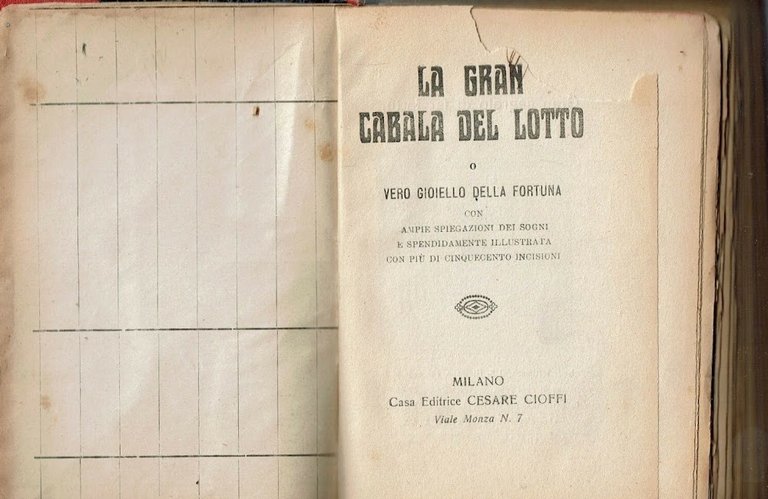 LA GRAN
CABALA DEL LOTTO
O
VERO GIOIELLO DELLA FORTUNA
CON
AMPIE SPIEGAZIONI DEI SOGNI
E SPENDIDAMENTE ILLUSTRATA
CON PIÙ DI CINQUECENTO INCISIONI
MILANO
Casa Editrice CESARE CIOFFI
Viale Monza N. 7